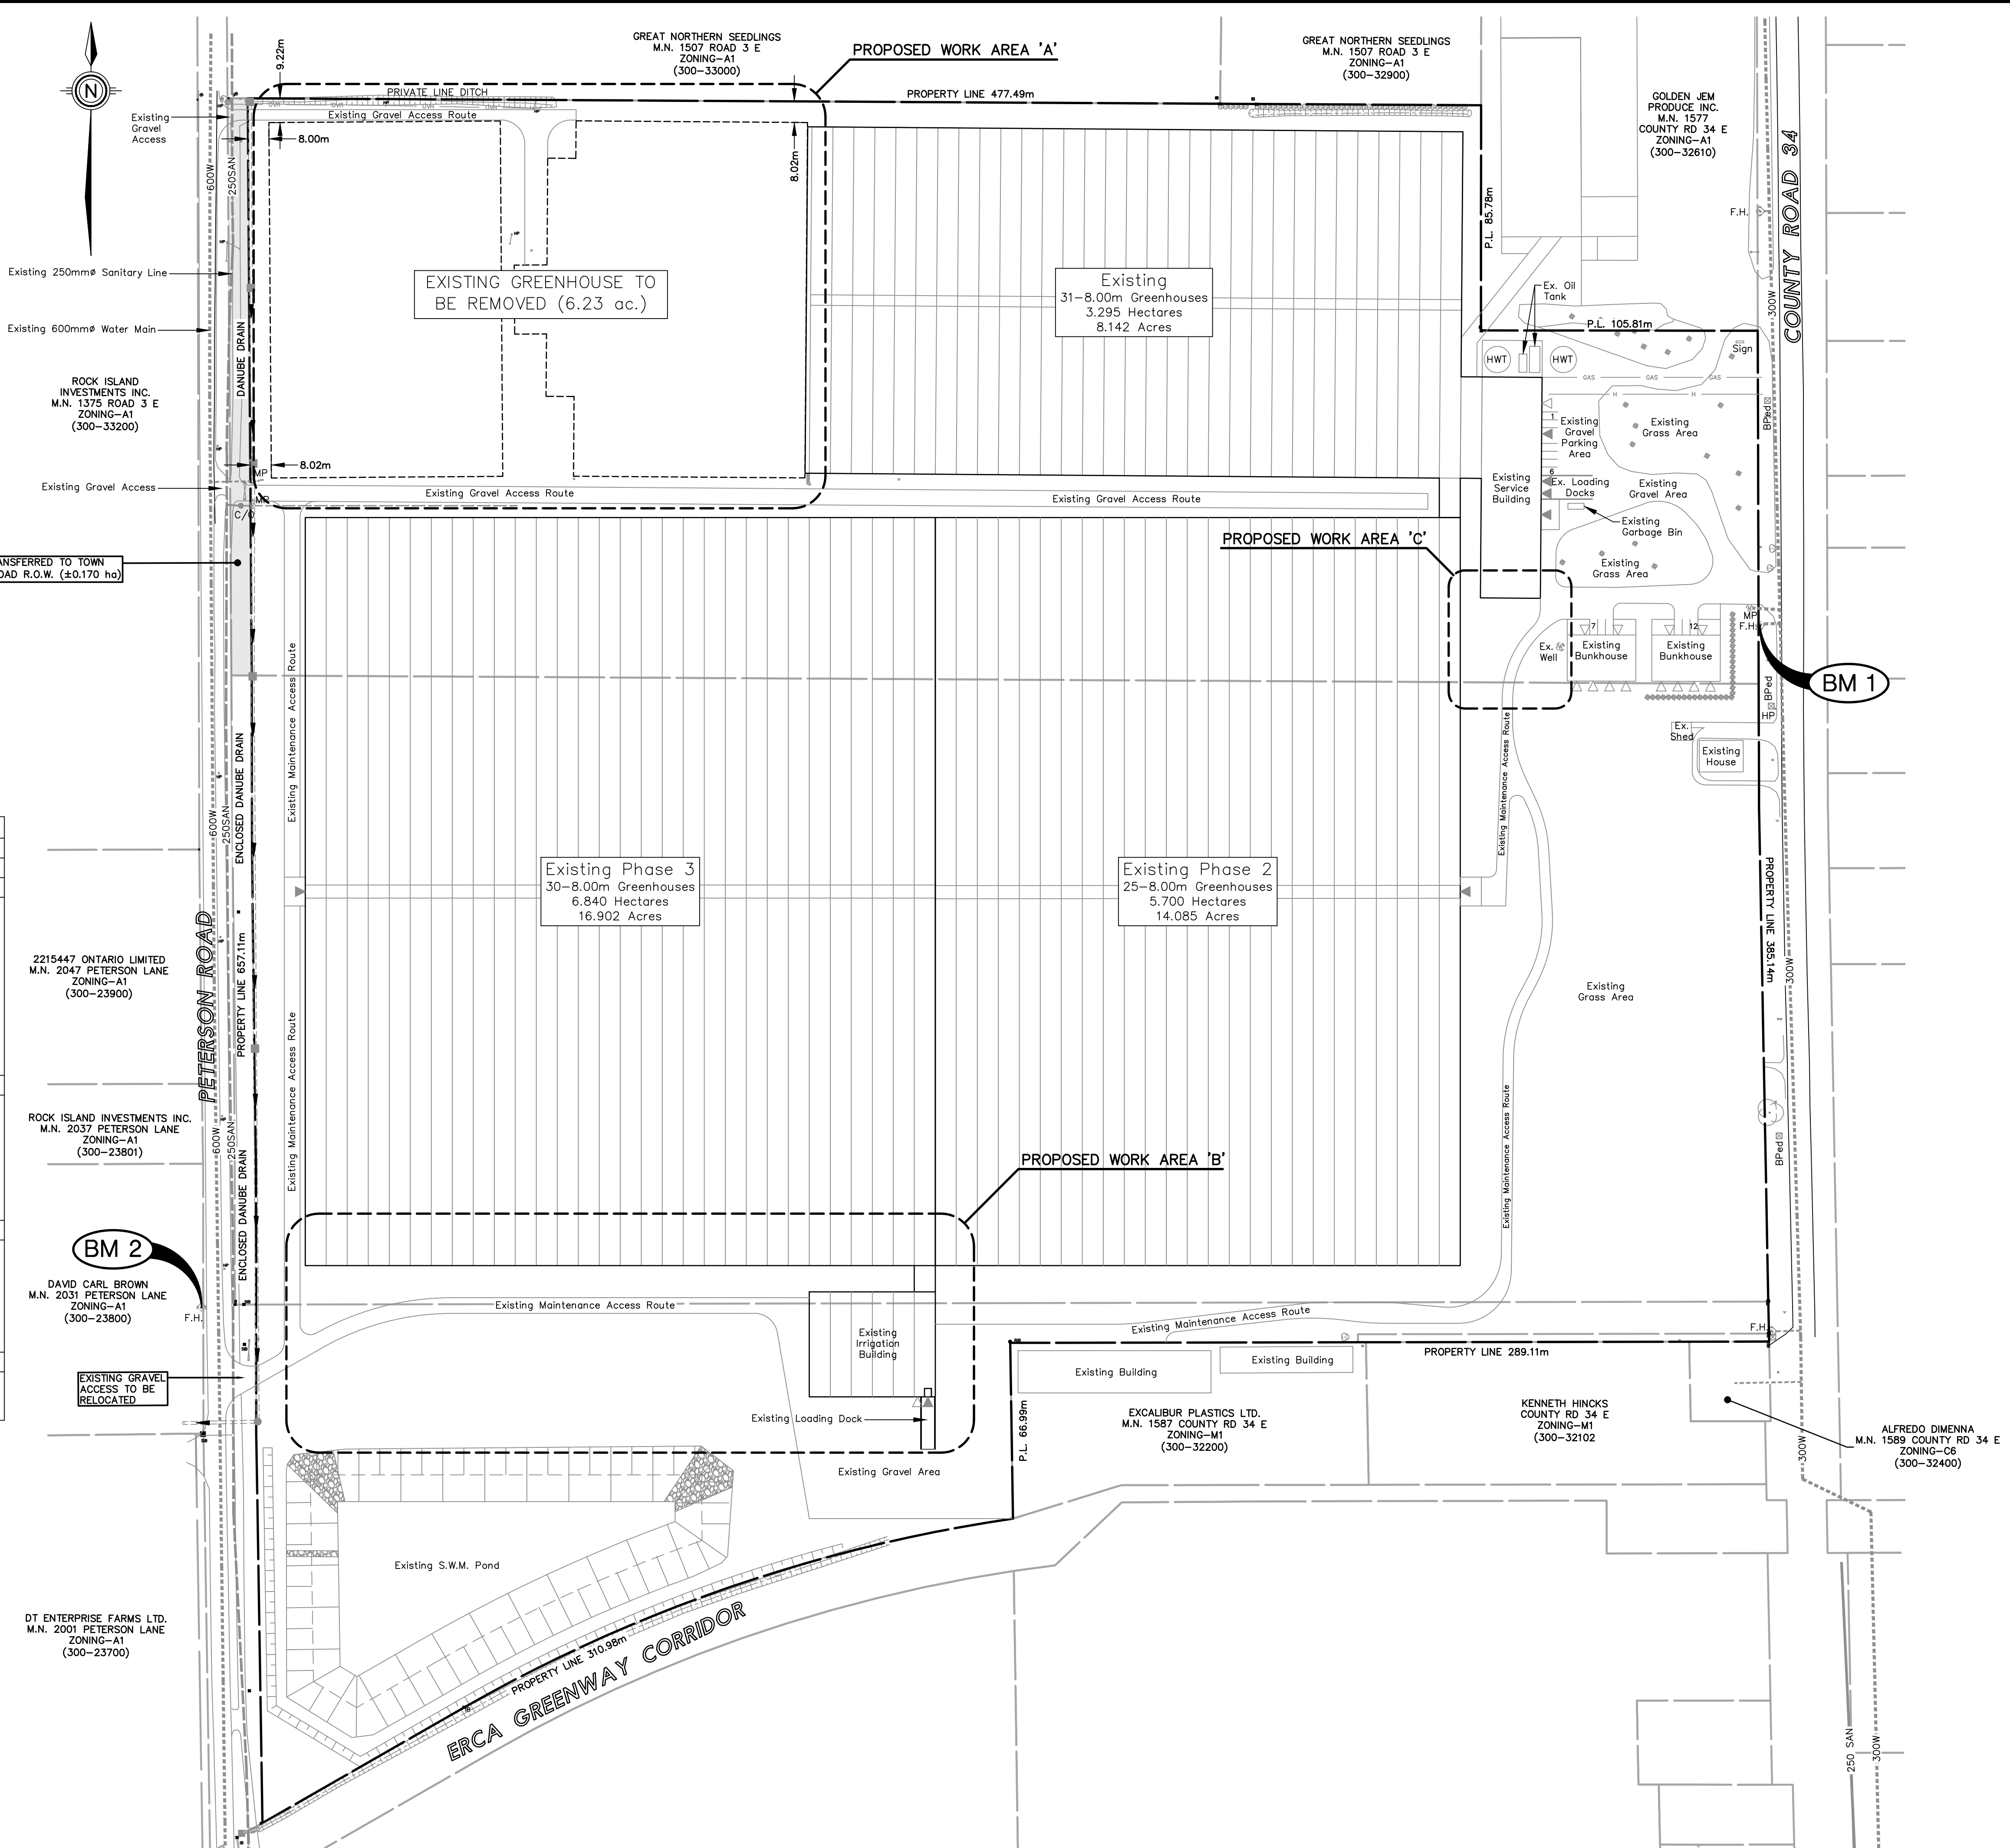 GREAT NORTHERN SEEDLINGS
M.N. 1507 ROAD 3 E
ZONING-A1
(300-33000)
PROPOSED WORK AREA 'A'
GREAT NORTHERN SEEDLINGS
M.N. 1507 ROAD 3 E
ZONING-A1
(300-32900)
N
9.22m
PRIVATE LINE DITCH
PROPERTY LINE 477.49m
GOLDEN JEM
PRODUCE INC.
M.N. 1577
COUNTY RD 34 E
ZONING-A1
(300-32610)
COUNTY ROAD 34
Existing
Gravel
Access
Existing Gravel Access Route
8.00m
8.02m
600W
250SAN
P.L. 85.78m
F.H.
300W
Existing 250mmø Sanitary Line
Existing 600mmø Water Main
DANUBE DRAIN
EXISTING GREENHOUSE TO
BE REMOVED (6.23 ac.)
Existing
31-8.00m Greenhouses
3.295 Hectares
8.142 Acres
Ex. Oil
Tank
P.L. 105.81m
Sign
HWT
HWT
GAS
GAS
GAS
H
H
ROCK ISLAND
INVESTMENTS INC.
M.N. 1375 ROAD 3 E
ZONING-A1
(300-33200)
BPed
1
Existing
Gravel
Parking
Area
6
Existing
Grass Area
8.02m
MP
Existing Gravel Access
Existing Gravel Access Route
Existing Gravel Access Route
MP
C/O
Existing
Service
Building
Ex. Loading
Docks
Existing
Gravel Area
Existing
Garbage Bin
PROPOSED WORK AREA 'C'
Existing
Grass Area
ANSFERRED TO TOWN
OAD R.O.W. (±0.170 ha)
MP
F.H.
7
12
Ex.
Well
Existing
Bunkhouse
Existing
Bunkhouse
BM 1
BPed
HP
Existing Maintenance Access Route
Existing Maintenance Access Route
Ex.
Shed
Existing
House
ENCLOSED DANUBE DRAIN
600W
250SAN
Existing Phase 3
30-8.00m Greenhouses
6.840 Hectares
16.902 Acres
Existing Phase 2
25-8.00m Greenhouses
5.700 Hectares
14.085 Acres
PROPERTY LINE 385.14m
PETERSON ROAD
PROPERTY LINE 657.11m
2215447 ONTARIO LIMITED
M.N. 2047 PETERSON LANE
ZONING-A1
(300-23900)
Existing
Grass Area
300W
Existing Maintenance Access Route
Existing Maintenance Access Route
ROCK ISLAND INVESTMENTS INC.
M.N. 2037 PETERSON LANE
ZONING-A1
(300-23801)
600W
250SAN
BPed
PROPOSED WORK AREA 'B'
ENCLOSED DANUBE DRAIN
BM 2
DAVID CARL BROWN
M.N. 2031 PETERSON LANE
ZONING-A1
(300-23800)
F.H.
Existing Maintenance Access Route
Existing Maintenance Access Route
F.H.
Existing
Irrigation
Building
PROPERTY LINE 289.11m
Existing Building
Existing Building
EXISTING GRAVEL
ACCESS TO BE
RELOCATED
Existing Loading Dock
P.L. 66.99m
EXCALIBUR PLASTICS LTD.
M.N. 1587 COUNTY RD 34 E
ZONING-M1
(300-32200)
KENNETH HINCKS
COUNTY RD 34 E
ZONING-M1
(300-32102
300W
ALFREDO DIMENNA
M.N. 1589 COUNTY RD 34 E
ZONING-C6
(300-32400)
Existing Gravel Area
Existing S.W.M. Pond
DT ENTERPRISE FARMS LTD.
M.N. 2001 PETERSON LANE
ZONING-A1
(300-23700)
PROPERTY LINE 310.98m
ERCA GREENWAY CORRIDOR
250 SAN
300W